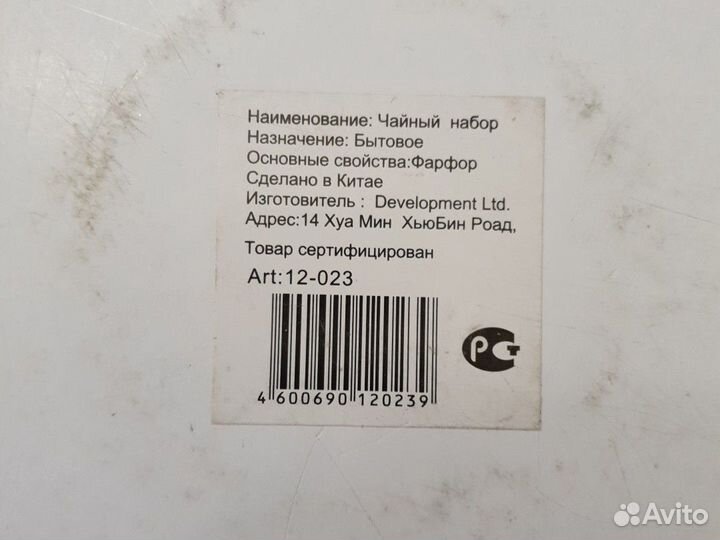 Наименование: Чайный набор
Назначение: Бытовое
Основные свойства:Фарфор
Сделано в Китае
Изготовитель : Development Ltd.
Адрес:14 Хуа Мин ХьюБин Роад,
Товар сертифицирован
Art:12-023
РСТ
4 600690 120239
Avito